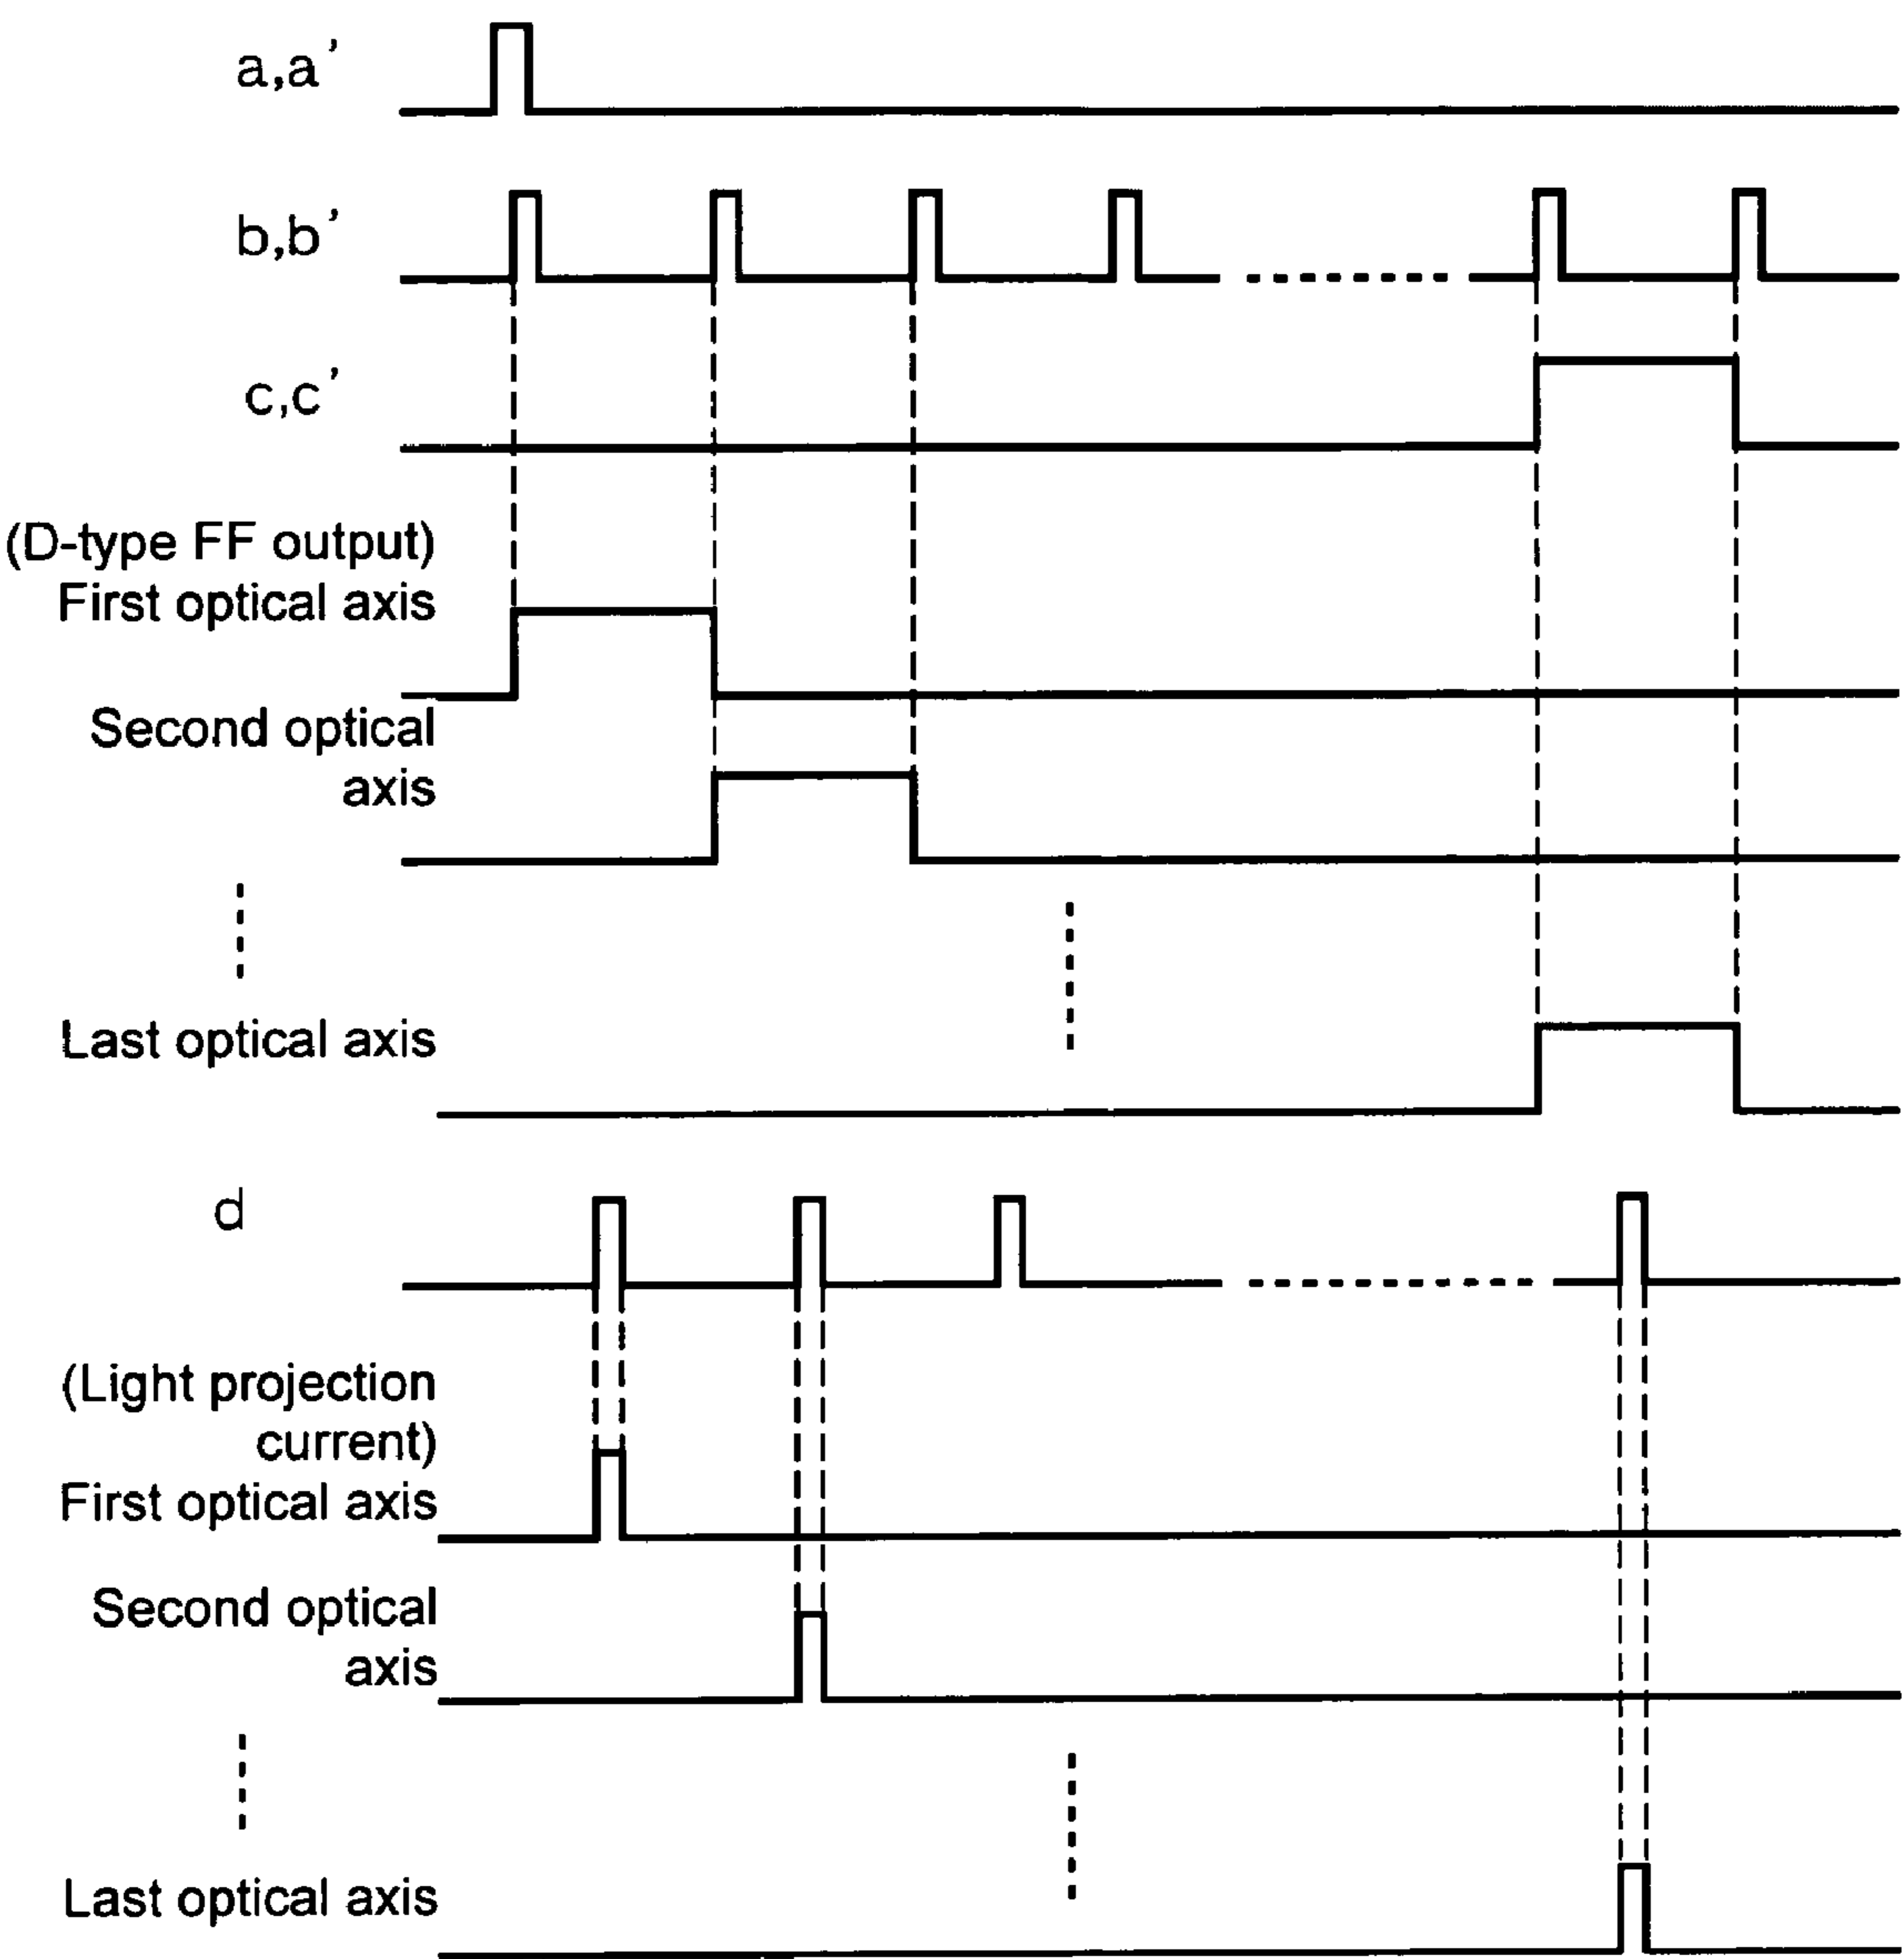 a,a'
b,b'
c,c'
(D-type FF output)
First optical axis
Second optical
axis
Last optical axis
d
(Light projection
current)
First optical axis
Second optical
axis
Last optical axis